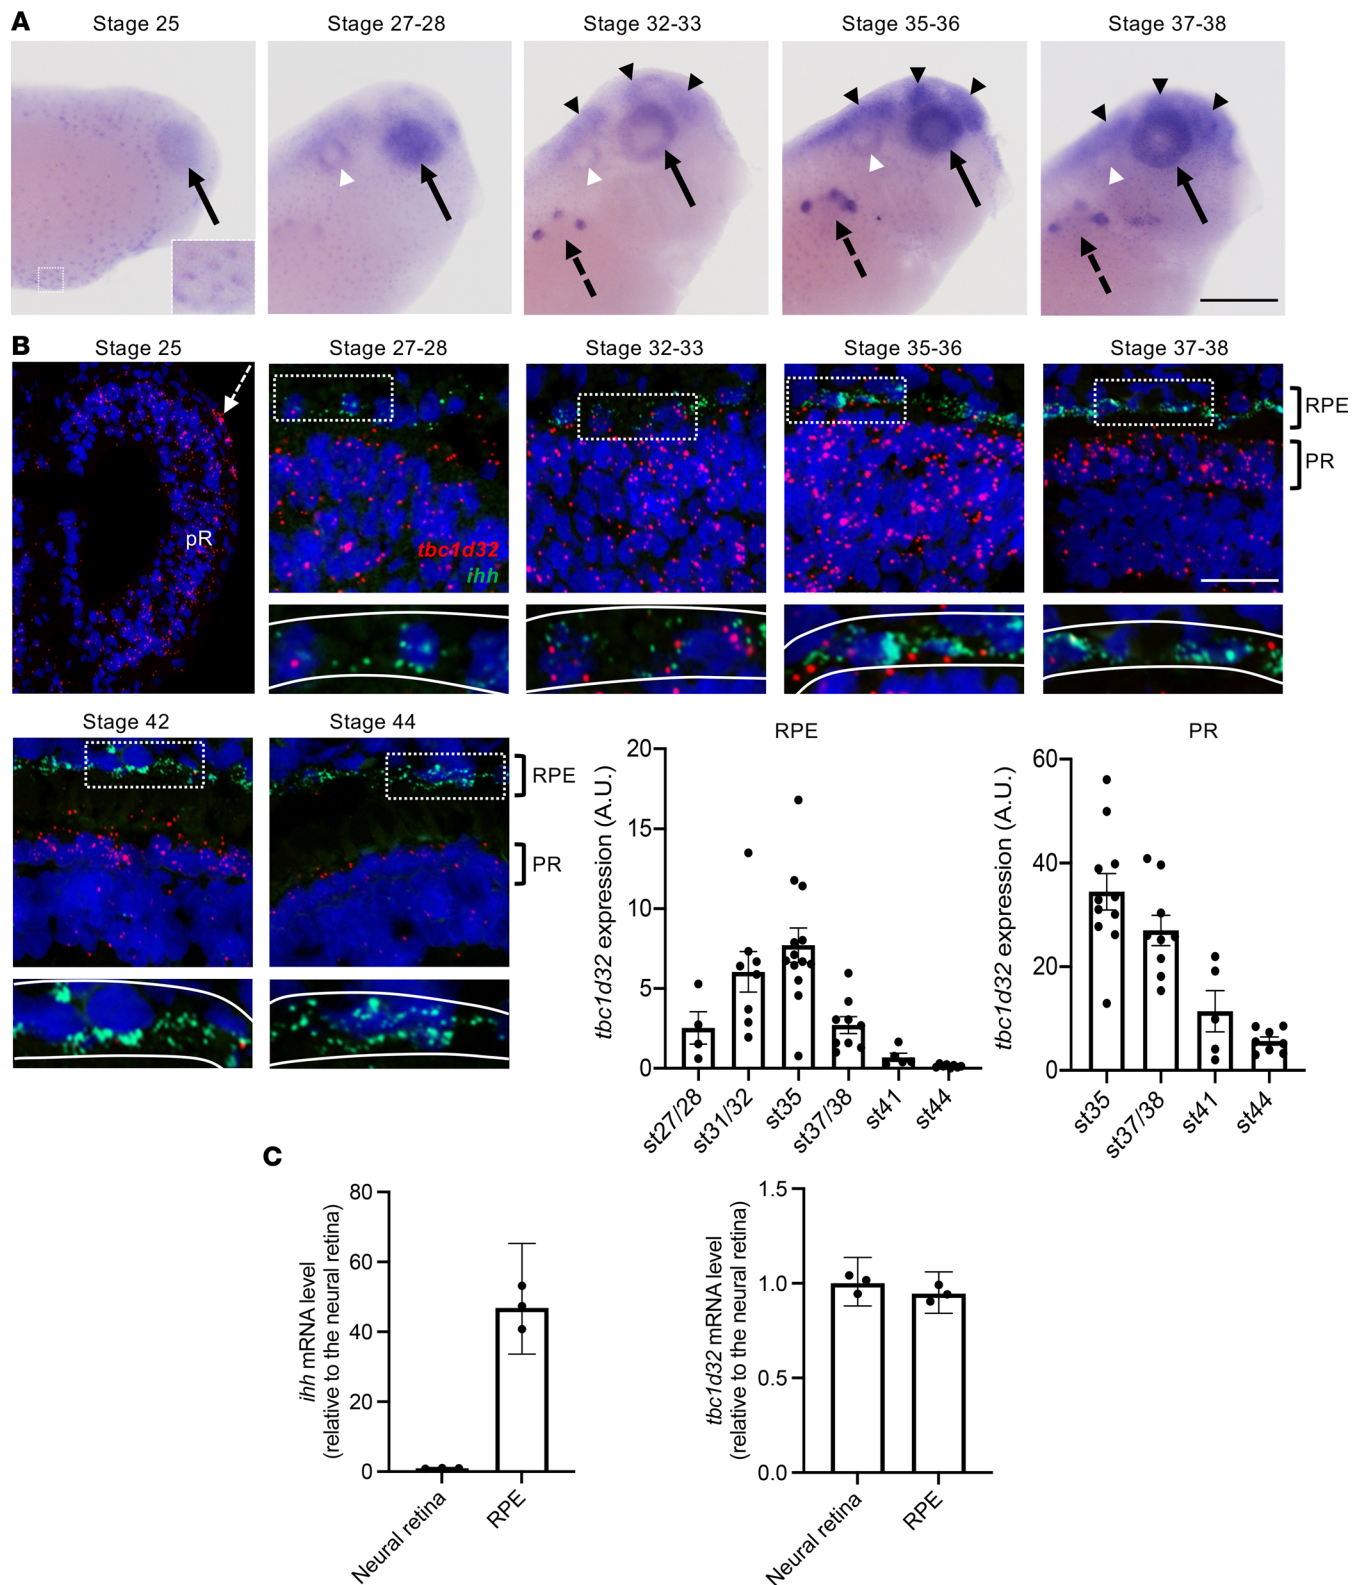 A
Stage 25
Stage 27-28
Stage 32-33
Stage 35-36
Stage 37-38
B
Stage 25
Stage 27-28
Stage 32-33
Stage 35-36
Stage 37-38
pR
tbc1d32
ihh
RPE
PR
Stage 42
Stage 44
RPE
PR
RPE
tbc1d32 expression (A.U.)
20
15
10
5
0
st27/28
st31/32
st35
st37/38
st41
st44
PR
tbc1d32 expression (A.U.)
60
40
20
0
st35
st37/38
st41
st44
C
ihh mRNA level
(relative to the neural retina)
80
60
40
20
0
Neural retina
RPE
tbc1d32 mRNA level
(relative to the neural retina)
1.5
1.0
0.5
0.0
Neural retina
RPE